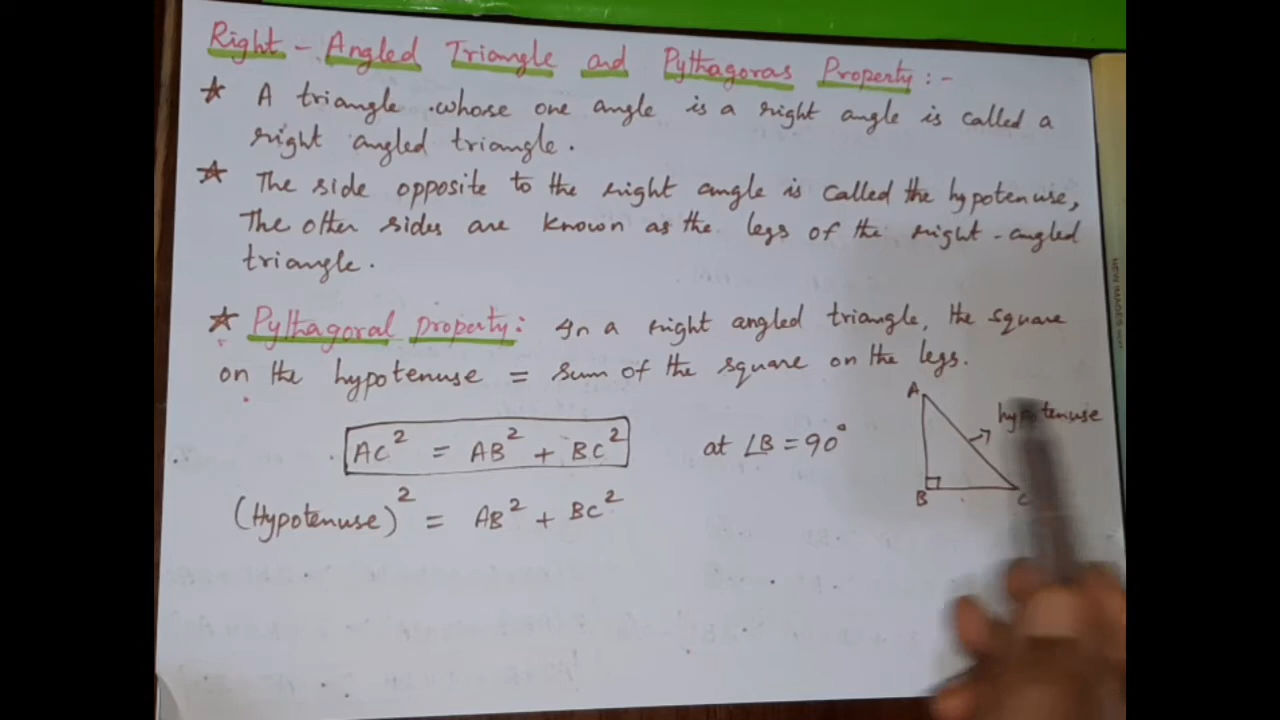 Right - Angled Triangle and Pythagoras Property :-
☆ A triangle whose one angle is a right angle is called a
right angled triangle.
☆ The side opposite to the right angle is called the hypotenuse,
The other sides are known as the legs of the right-angled
triangle.
☆ Pythagoral property: In a right angled triangle, the square
on the hypotenuse = sum of the square on the legs.
A
hypotenuse
AC² = AB² + BC² at ∠B = 90°
B C
(Hypotenuse)² = AB² + BC²